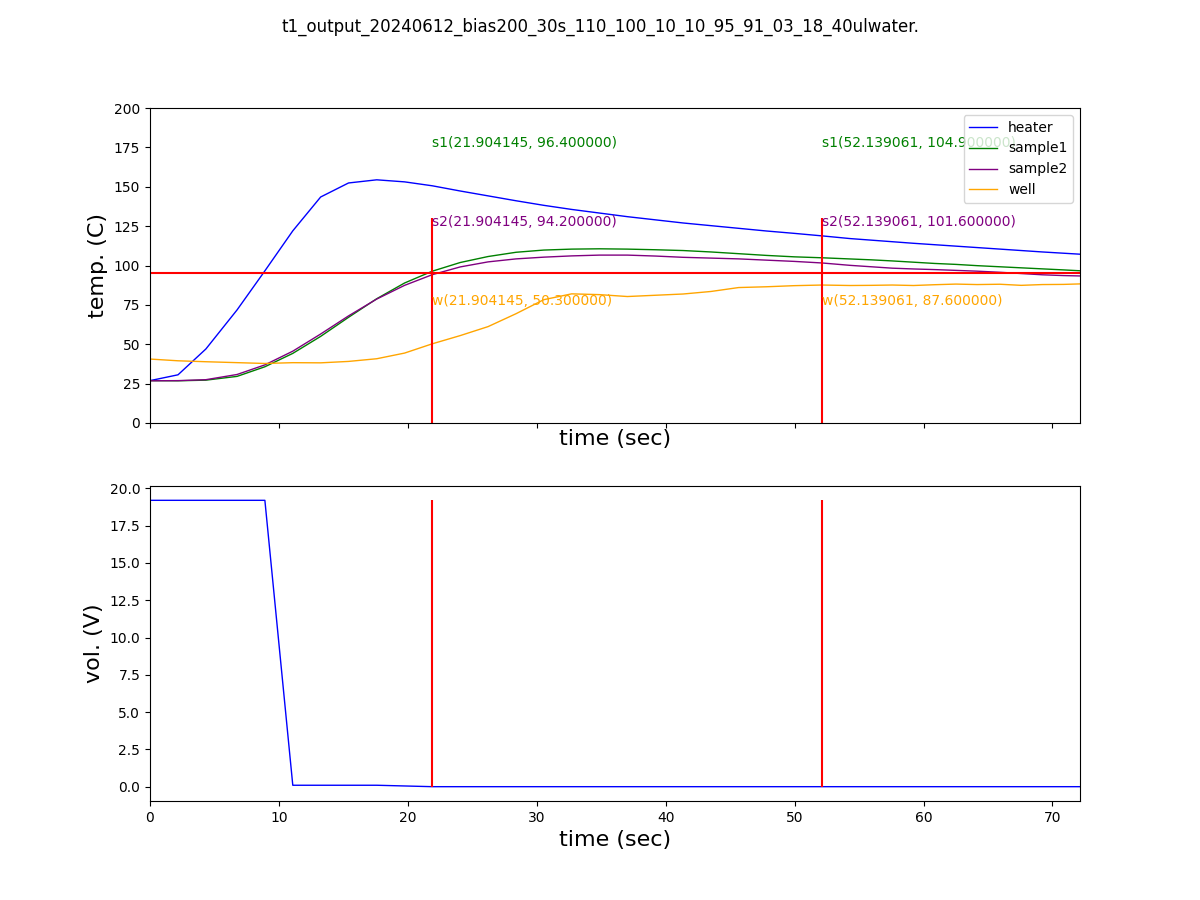 t1_output_20240612_bias200_30s_110_100_10_10_95_91_03_18_40ulwater.
200
175
150
125
100
75
50
25
0
temp. (C)
s1(21.904145, 96.400000)
s1(52.139061, 104.900000)
s2(21.904145, 94.200000)
s2(52.139061, 101.600000)
w(21.904145, 50.300000)
w(52.139061, 87.600000)
heater
sample1
sample2
well
time (sec)
20.0
17.5
15.0
12.5
10.0
7.5
5.0
2.5
0.0
vol. (V)
0 10 20 30 40 50 60 70
time (sec)